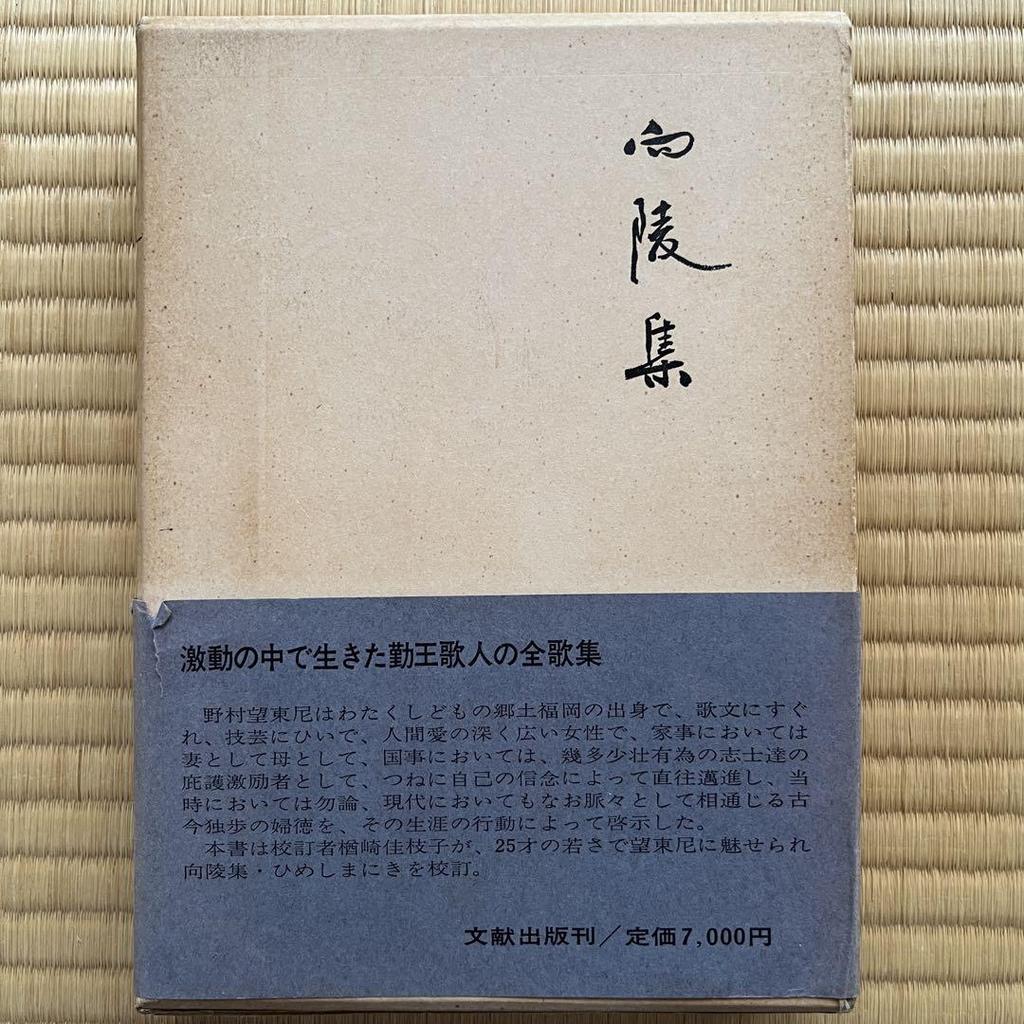 向陵集
激動の中で生きた勤王歌人の全歌集
野村望東尼はわたくしどもの郷土福岡の出身で、歌文にすぐ
れ、技芸にひいで、人間愛の深く広い女性で、家事においては
妻として母として、国事においては、幾多少壮有為の志士達の
庇護激励者として、つねに自己の信念によって直往邁進し、当
時においては勿論、現代においてもなお脈々として相通じる古
今独歩の婦徳を、その生涯の行動によって啓示した。
本書は校訂者楢崎佳枝子が、25才の若さで望東尼に魅せられ
向陵集・ひめしまにきを校訂。
文献出版刊／定価7,000円